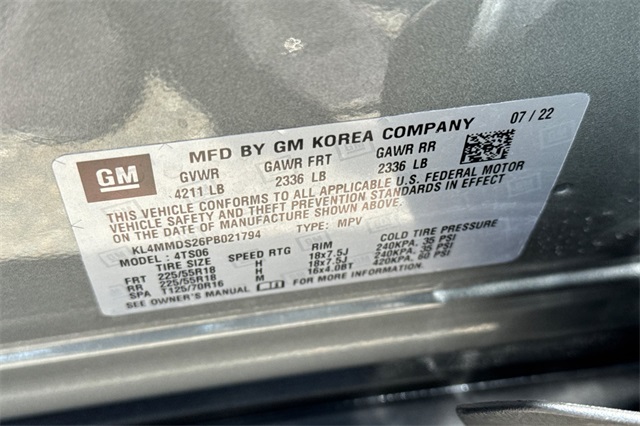 MFD BY GM KOREA COMPANY 07/22
GM
GVWR GAWR FRT GAWR RR
4211 LB 2336 LB 2336 LB
THIS VEHICLE CONFORMS TO ALL APPLICABLE U.S. FEDERAL MOTOR
VEHICLE SAFETY AND THEFT PREVENTION STANDARDS IN EFFECT
ON THE DATE OF MANUFACTURE SHOWN ABOVE.
KL4MMDS26PB021794 TYPE: MPV
MODEL: 4TS06
TIRE SIZE SPEED RTG RIM COLD TIRE PRESSURE
FRT 225/55R18 H 18x7.5J 240KPA, 35 PSI
RR 225/55R18 H 18x7.5J 240KPA, 35 PSI
SPA T125/70R16 M 16x4.0BT 420KPA, 60 PSI
SEE OWNER'S MANUAL FOR MORE INFORMATION